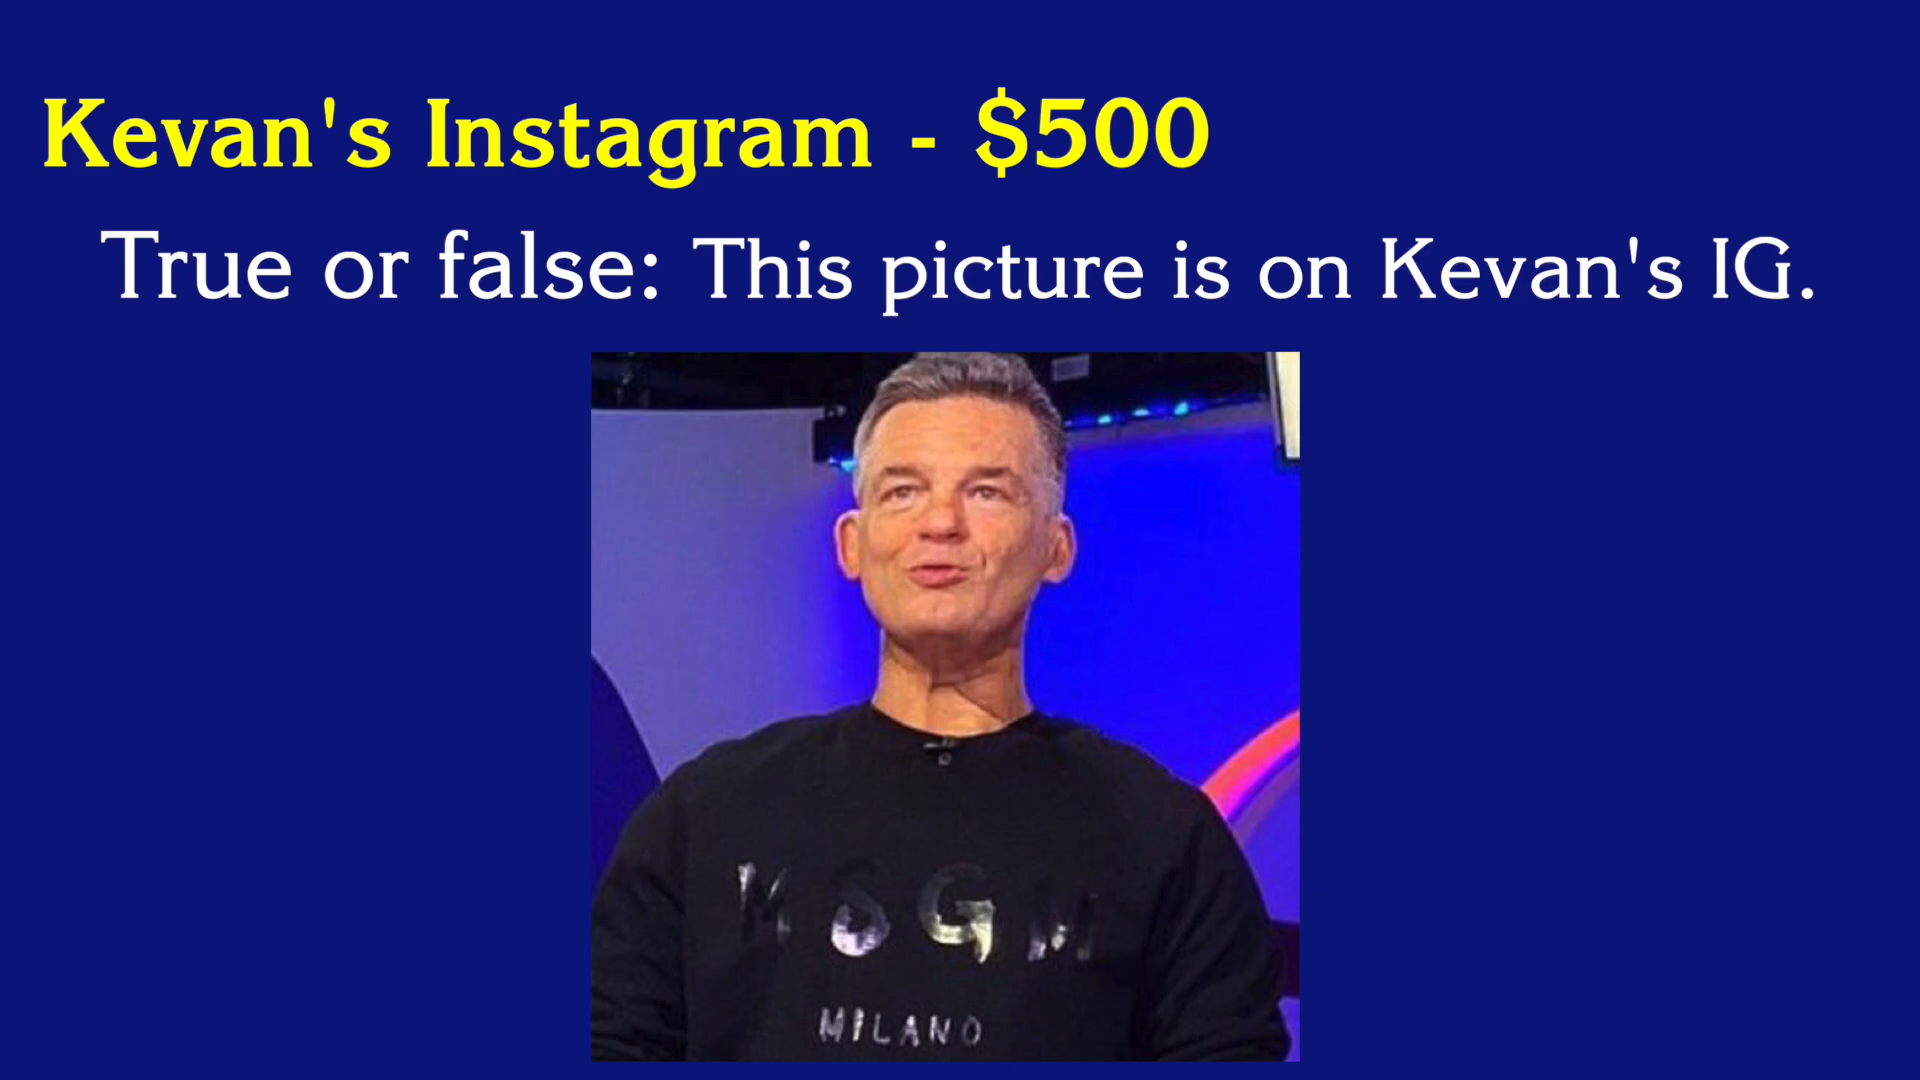 Kevan's Instagram - $500
True or false: This picture is on Kevan's IG.
MSGM
MILANO